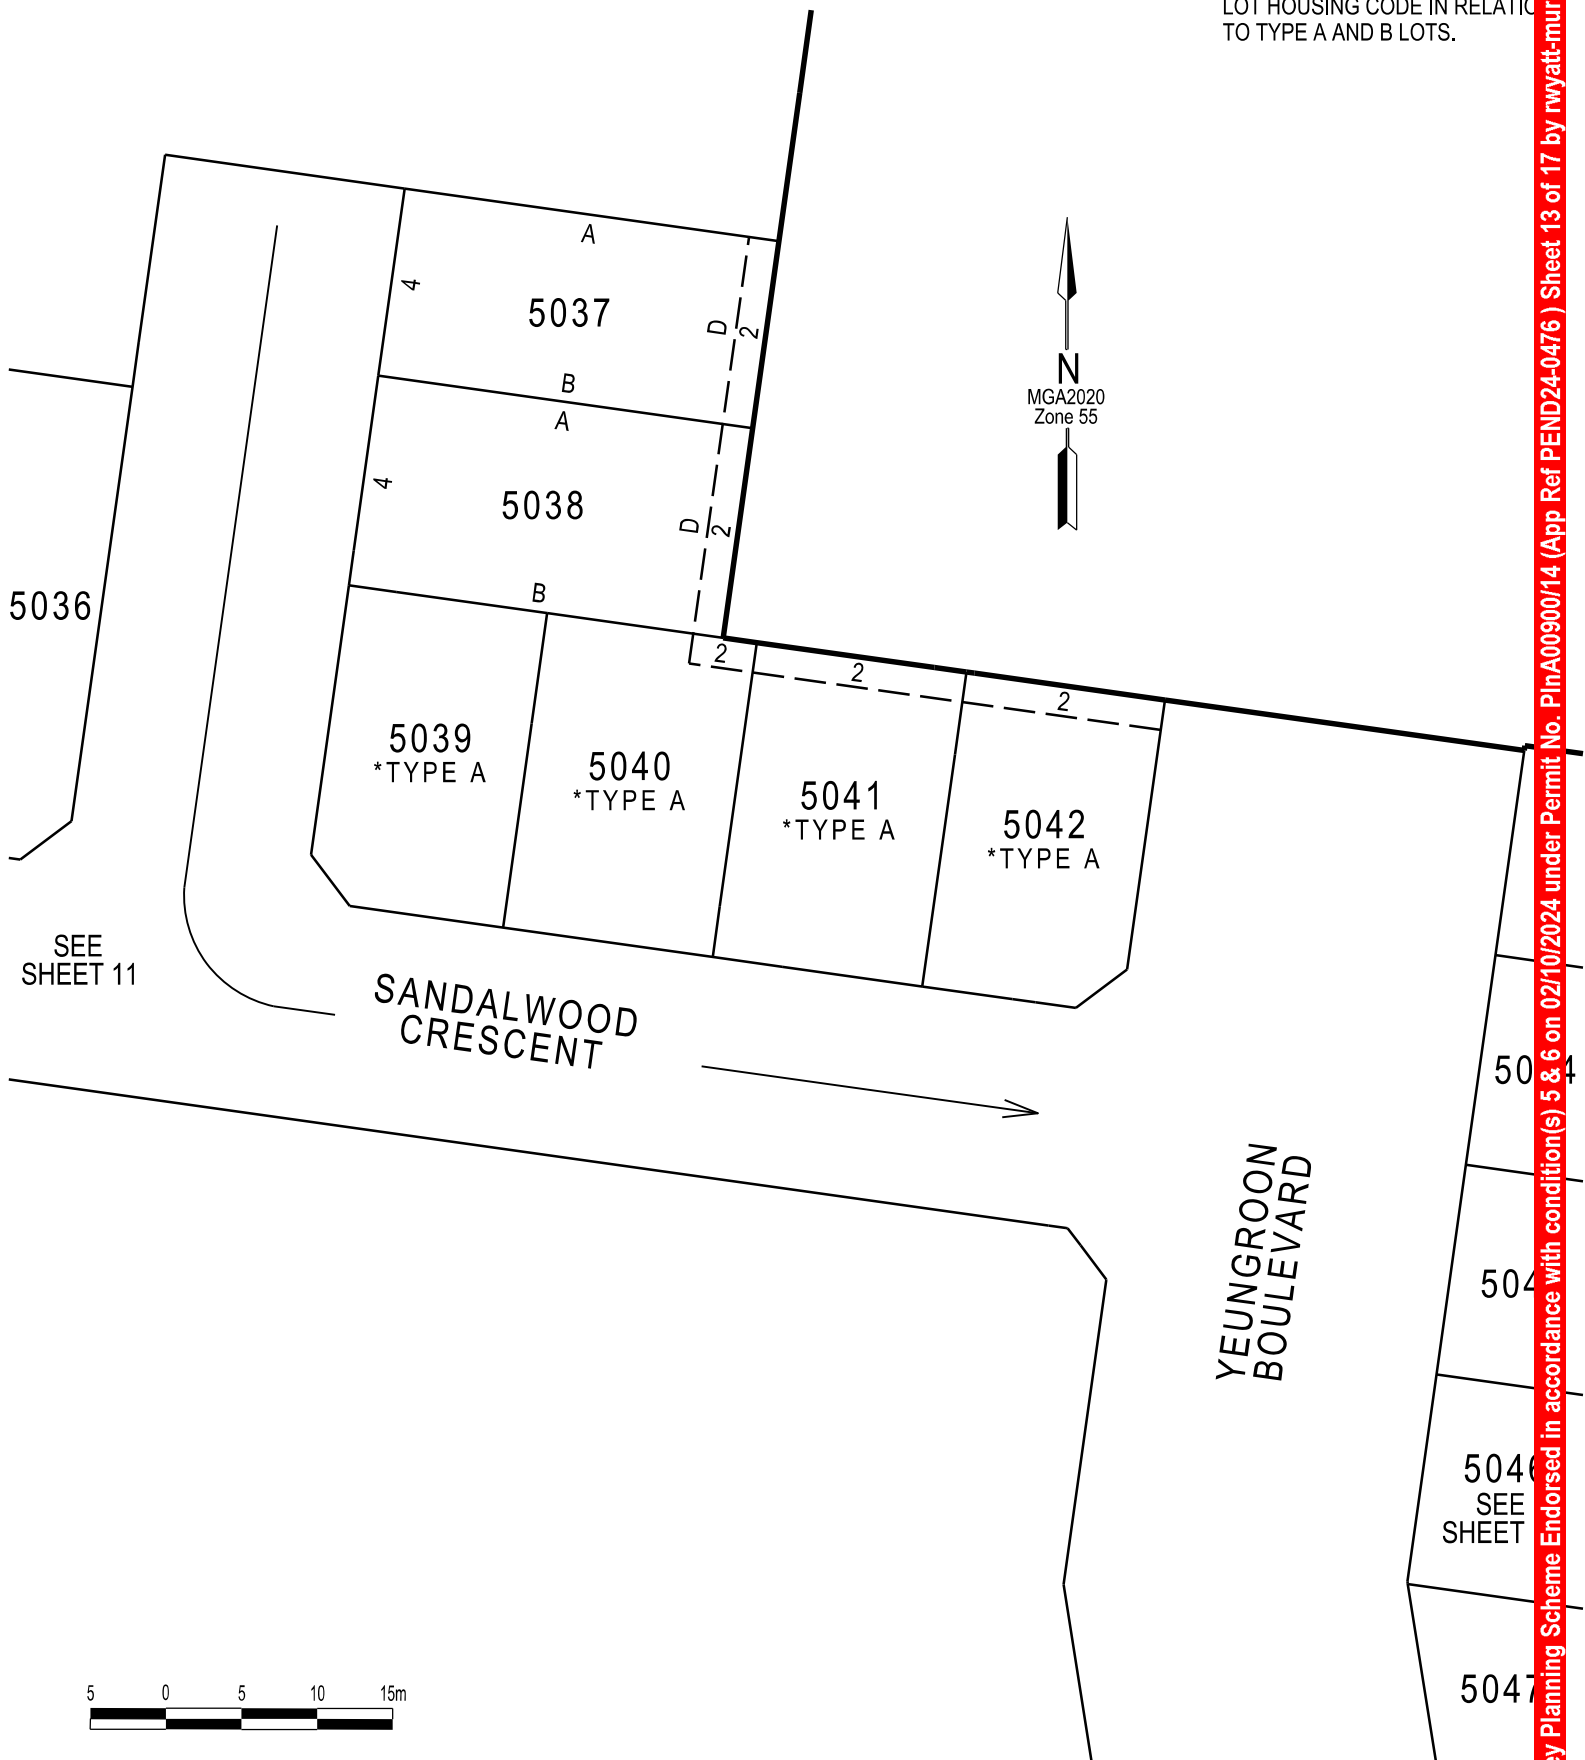 LOT HOUSING CODE IN
TO TYPE A AND B LOTS.
A
4
5037
D
2
B
A
4
5038
D
2
B
N
MGA2020
Zone 55
5036
2
2
2
5039
*TYPE A
5040
*TYPE A
5041
*TYPE A
5042
*TYPE A
SEE
SHEET 11
SANDALWOOD
CRESCENT
YEUNGROON
BOULEVARD
5046
SEE
SHEET
5047
5 0 5 10 15m
Planning Scheme Endorsed in accordance with condition(s) 5 & 6 on 02/10/2024 under Permit No. PlnA00900/14 (App Ref PEND24-0476 ) Sheet 13 of 17 by